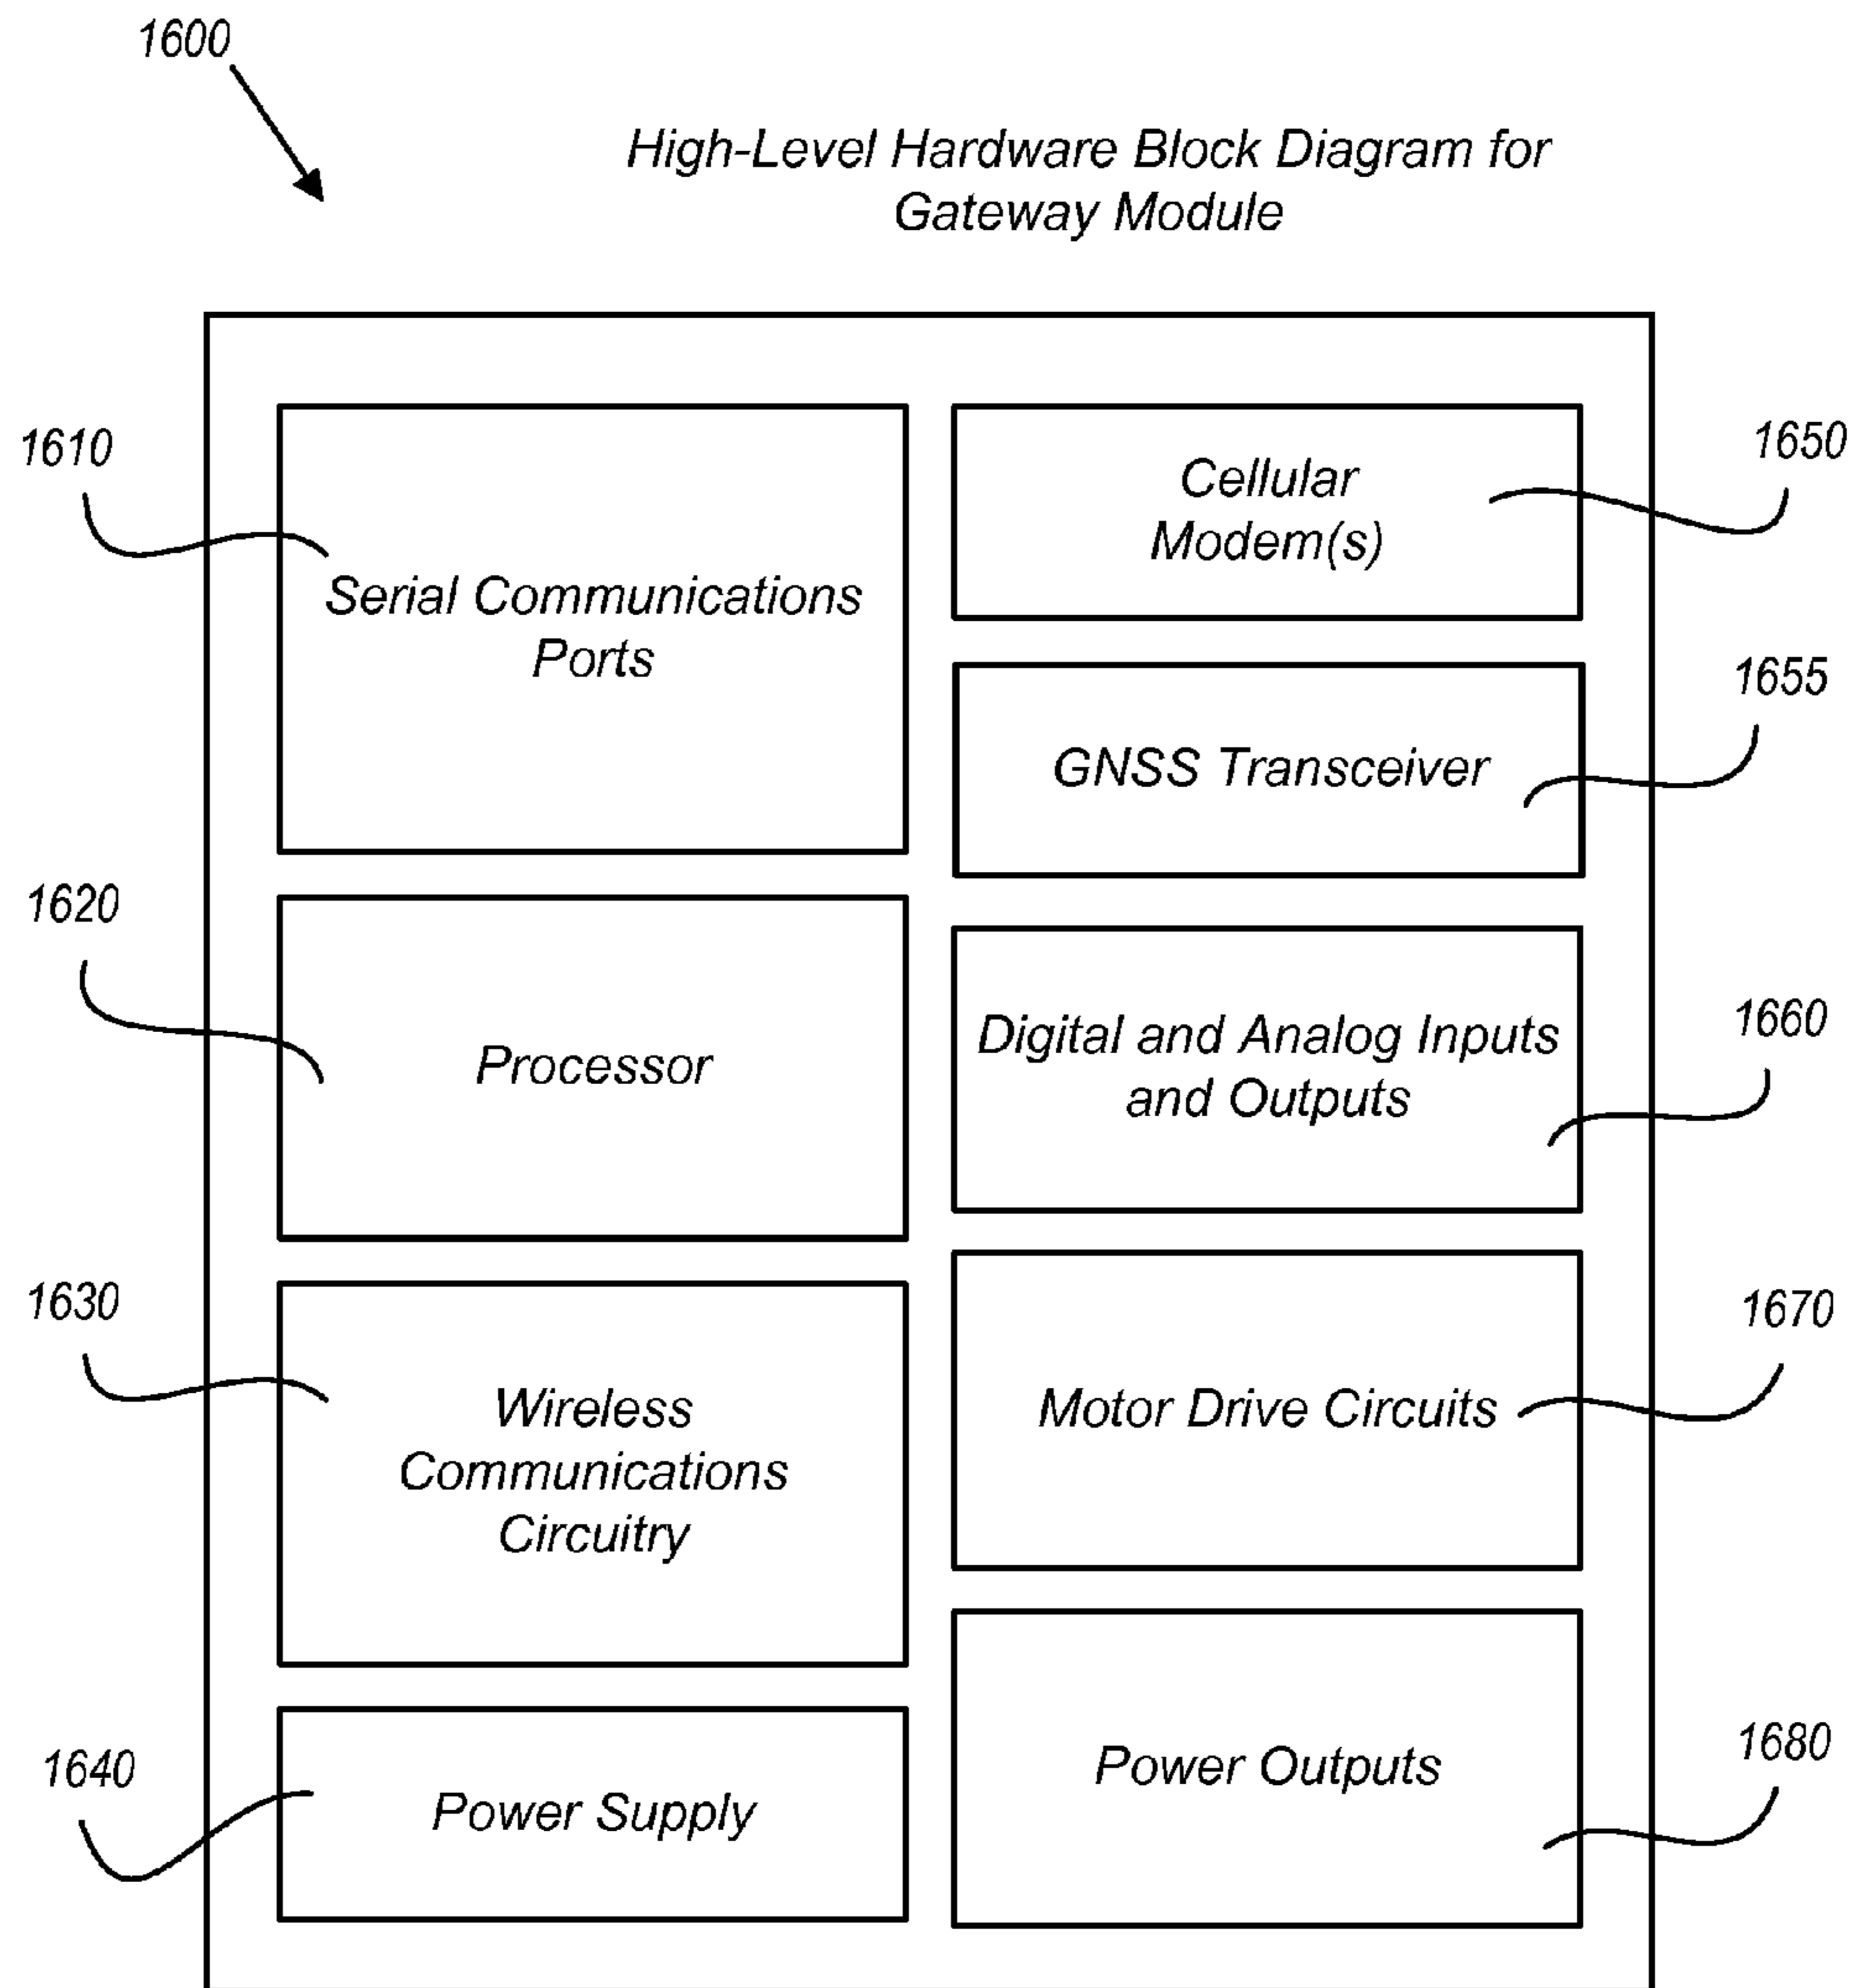 1600
High-Level Hardware Block Diagram for
Gateway Module
1610
Serial Communications
Ports
1620
Processor
1630
Wireless
Communications
Circuitry
1640
Power Supply
Cellular
Modem(s)
1650
GNSS Transceiver
1655
Digital and Analog Inputs
and Outputs
1660
Motor Drive Circuits
1670
Power Outputs
1680